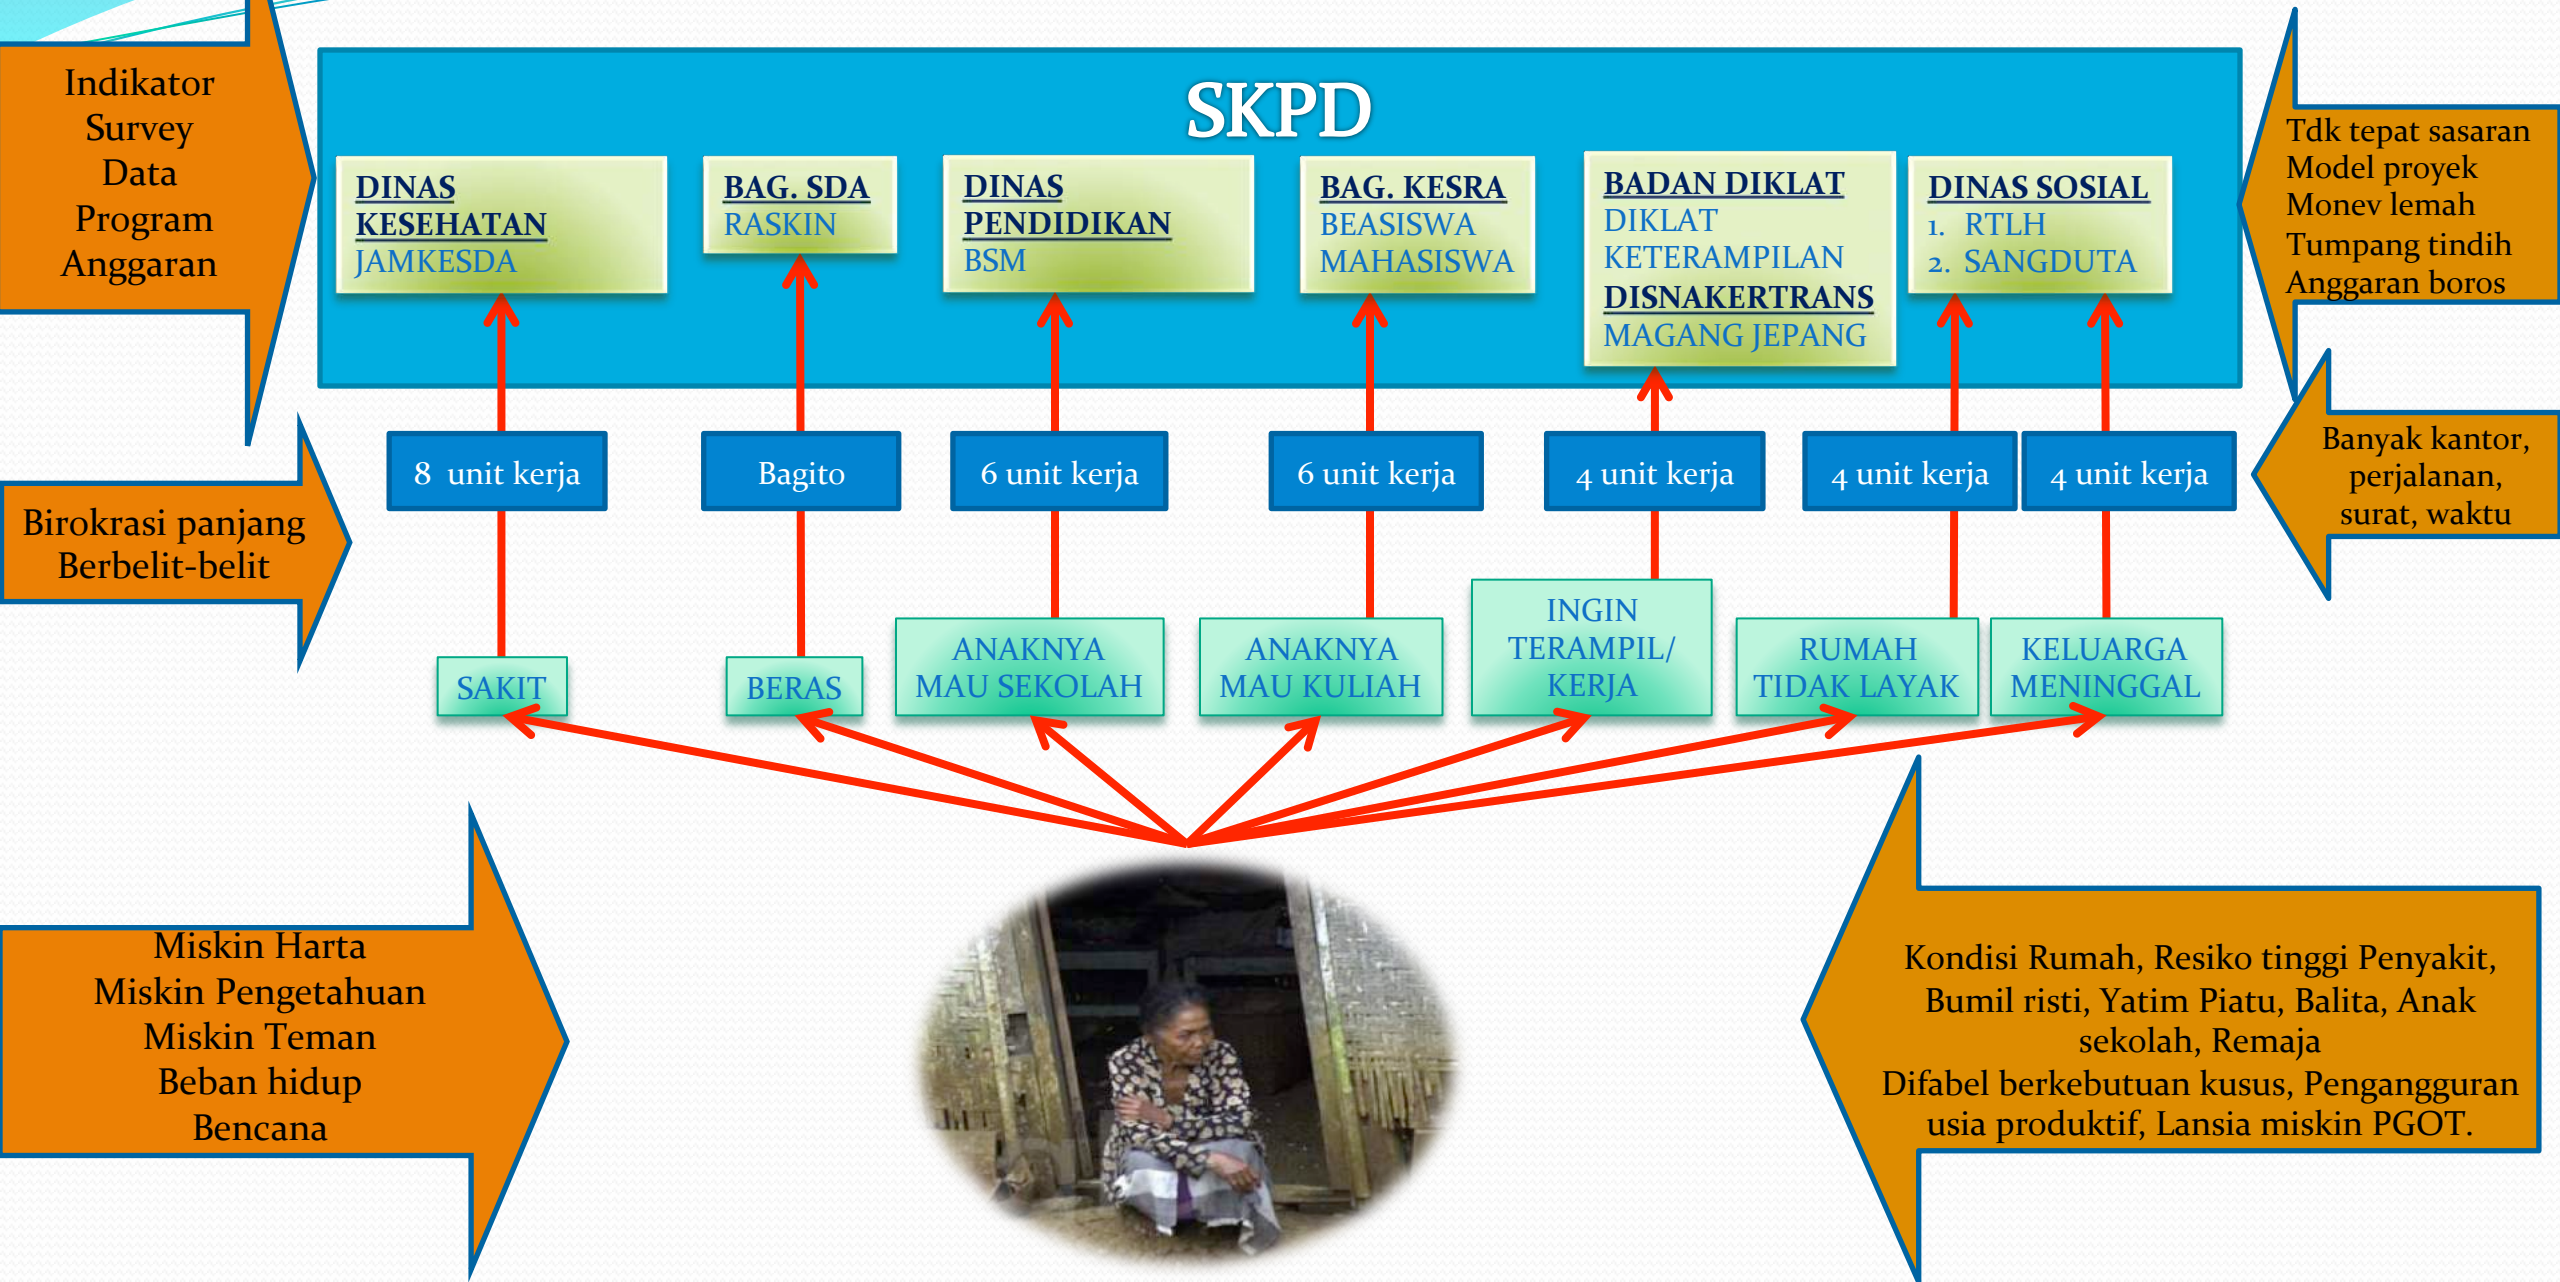 Indikator
Survey
Data
Program
Anggaran
SKPD
DINAS
KESEHATAN
JAMKESDA
BAG. SDA
RASKIN
DINAS
PENDIDIKAN
BSM
BAG. KESRA
BEASISWA
MAHASISWA
BADAN DIKLAT
DIKLAT
KETERAMPILAN
DISNAKERTRANS
MAGANG JEPANG
DINAS SOSIAL
1. RTLH
2. SANGDUTA
Tdk tepat sasaran
Model proyek
Monev lemah
Tumpang tindih
Anggaran boros
Birokrasi panjang
Berbelit-belit
8 unit kerja
Bagito
6 unit kerja
6 unit kerja
4 unit kerja
4 unit kerja
4 unit kerja
Banyak kantor,
perjalanan,
surat, waktu
SAKIT
BERAS
ANAKNYA
MAU SEKOLAH
ANAKNYA
MAU KULIAH
INGIN
TERAMPIL/
KERJA
RUMAH
TIDAK LAYAK
KELUARGA
MENINGGAL
Miskin Harta
Miskin Pengetahuan
Miskin Teman
Beban hidup
Bencana
Kondisi Rumah, Resiko tinggi Penyakit,
Bumil risti, Yatim Piatu, Balita, Anak
sekolah, Remaja
Difabel berkebutuan kusus, Pengangguran
usia produktif, Lansia miskin PGOT.